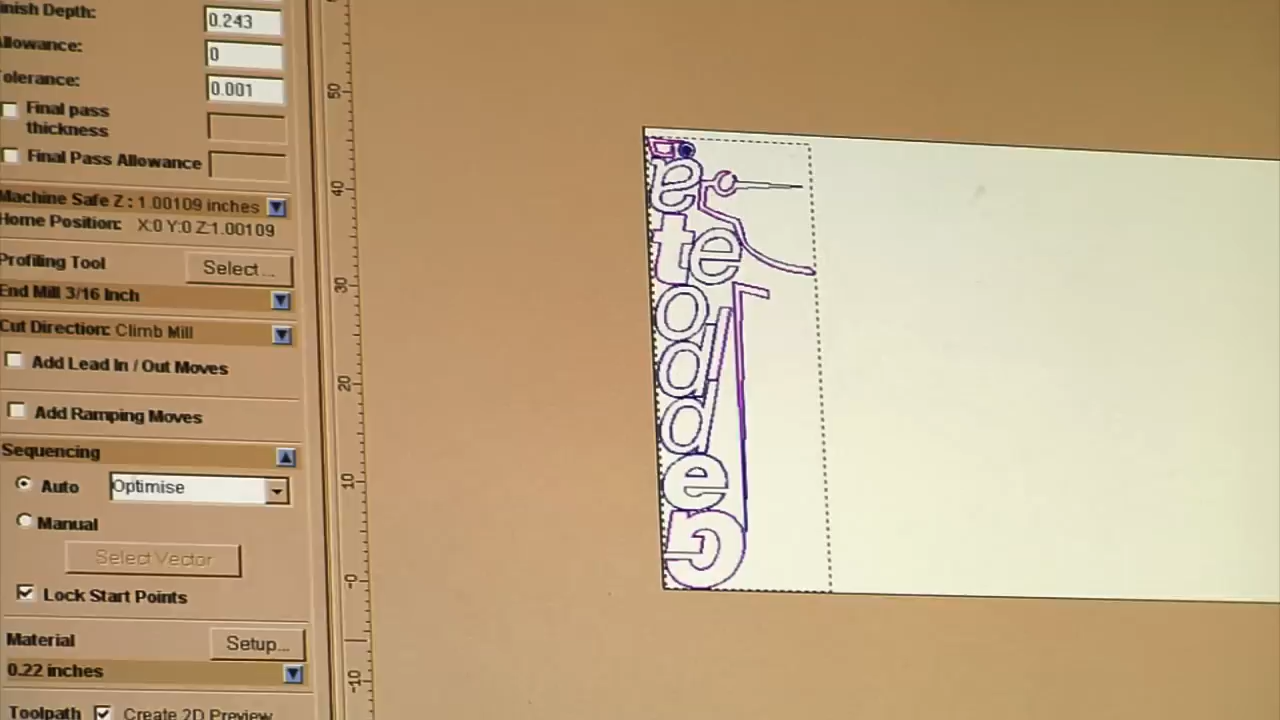 inish Depth:
0.243
llowance:
0
olerance:
0.001
Final pass
thickness
Final Pass Allowance
Machine Safe Z : 1.00109 inches
Home Position: X:0 Y:0 Z:1.00109
Profiling Tool
Select ...
End Mill 3/16 Inch
Cut Direction: Climb Mill
Add Lead In / Out Moves
Add Ramping Moves
Sequencing
Auto
Optimise
Manual
Select Vector
Lock Start Points
Material
Setup...
0.22 inches
Toolpath
Create 2D Preview
50
40
30
20
10
-0
-10